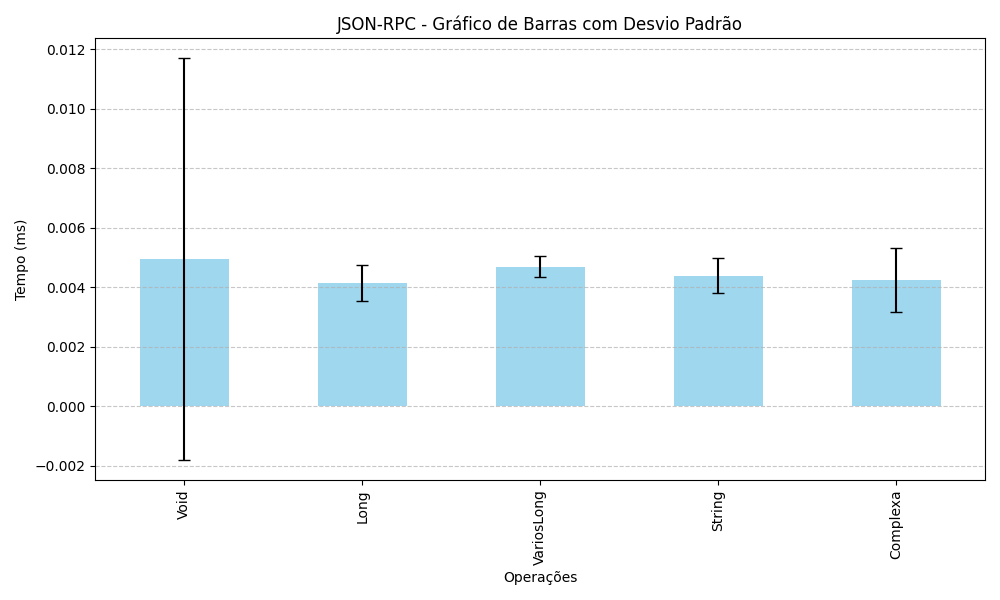 JSON-RPC - Gráfico de Barras com Desvio Padrão
0.012
0.010
0.008
0.006
0.004
0.002
0.000
−0.002
Tempo (ms)
Void
Long
VariosLong
String
Complexa
Operações